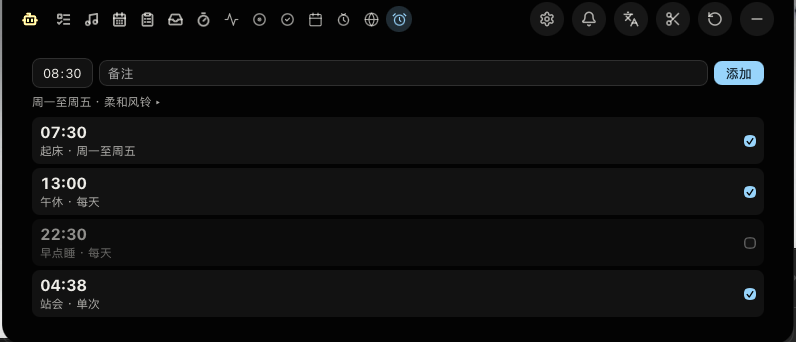 08:30 备注 添加
周一至周五 · 柔和风铃 ▸
07:30
起床 · 周一至周五
13:00
午休 · 每天
22:30
早点睡 · 每天
04:38
站会 · 单次